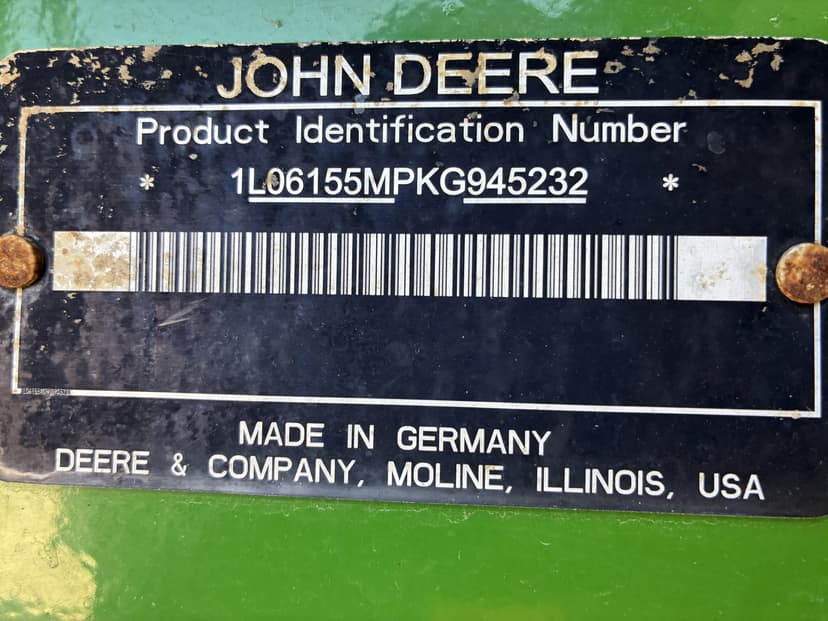 JOHN DEERE
Product Identification Number
* 1L06155MPKG945232 *
MADE IN GERMANY
DEERE & COMPANY, MOLINE, ILLINOIS, USA